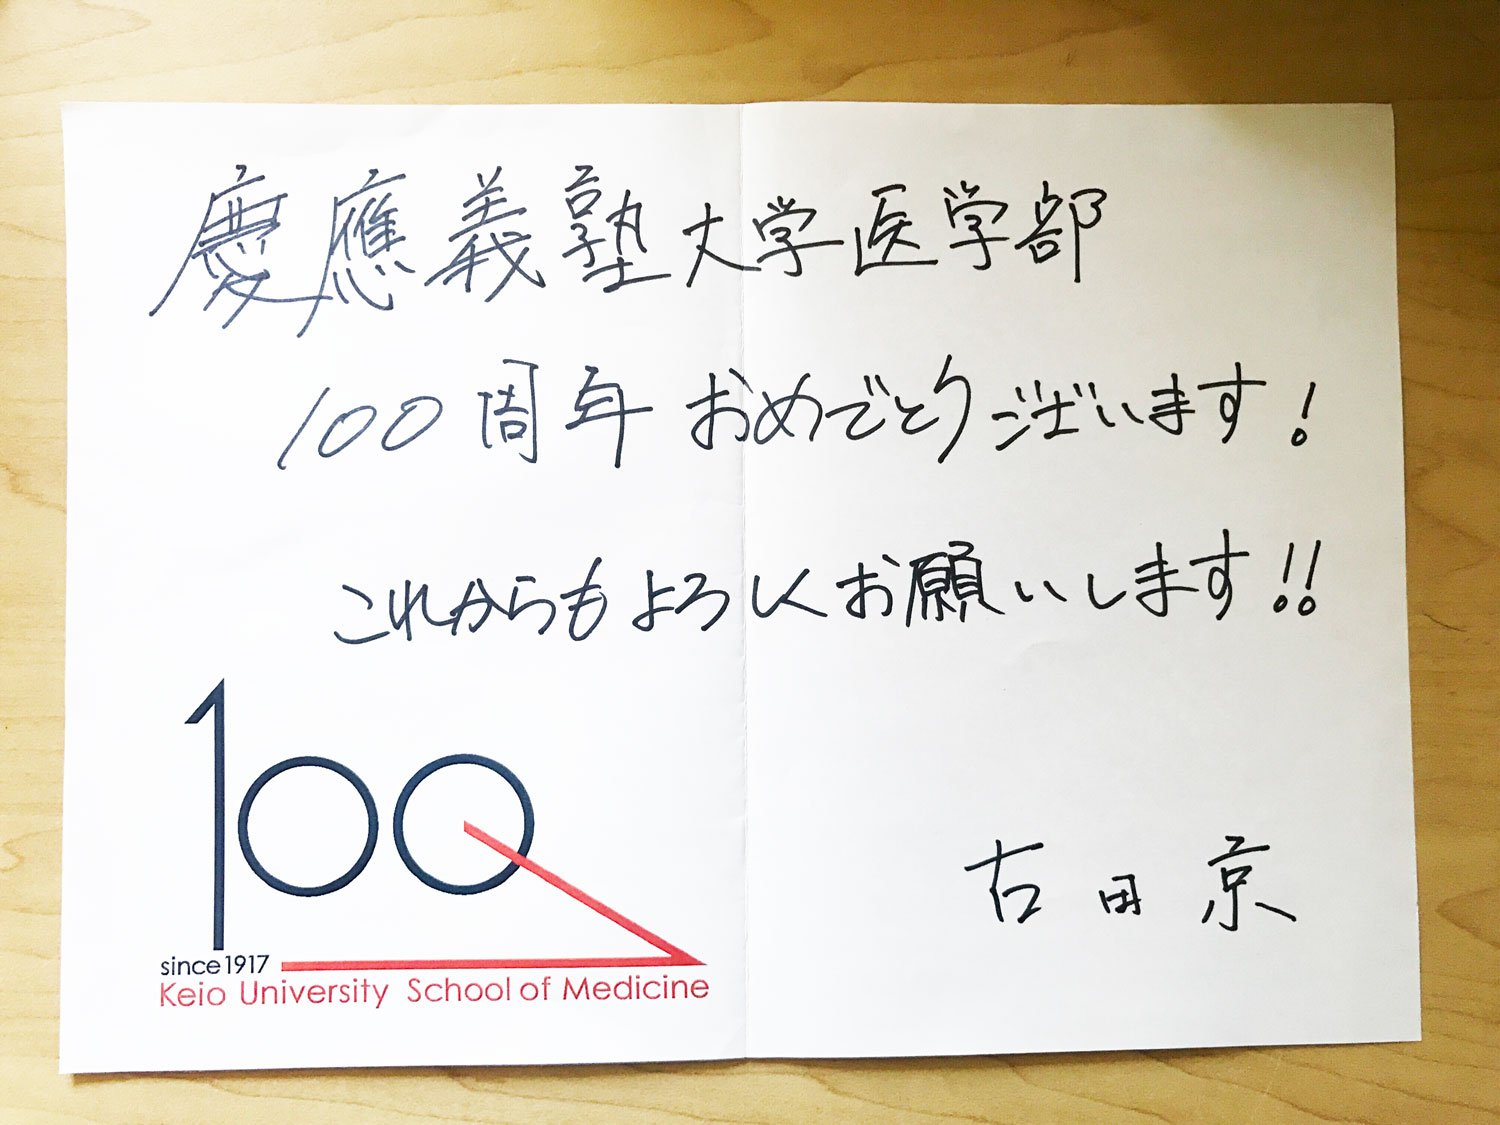 慶應義塾大学医学部
100周年おめでとうございます!
これからもよろしくお願いします!!
100
since 1917
Keio University School of Medicine
古田京